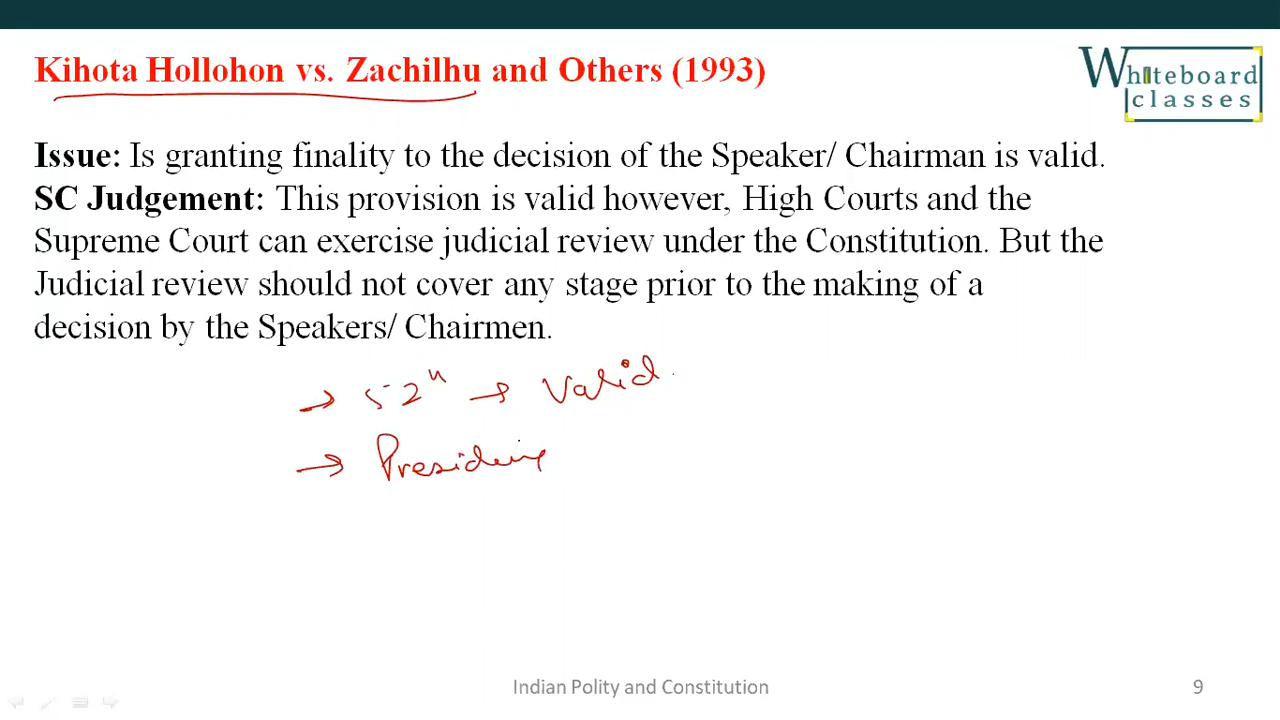 Kihota Hollohon vs. Zachilhu and Others (1993)
Whiteboard
classes
Issue: Is granting finality to the decision of the Speaker/ Chairman is valid.
SC Judgement: This provision is valid however, High Courts and the
Supreme Court can exercise judicial review under the Constitution. But the
Judicial review should not cover any stage prior to the making of a
decision by the Speakers/ Chairmen.
→ 52ⁿ → Valid
→ Presiding
Indian Polity and Constitution
9